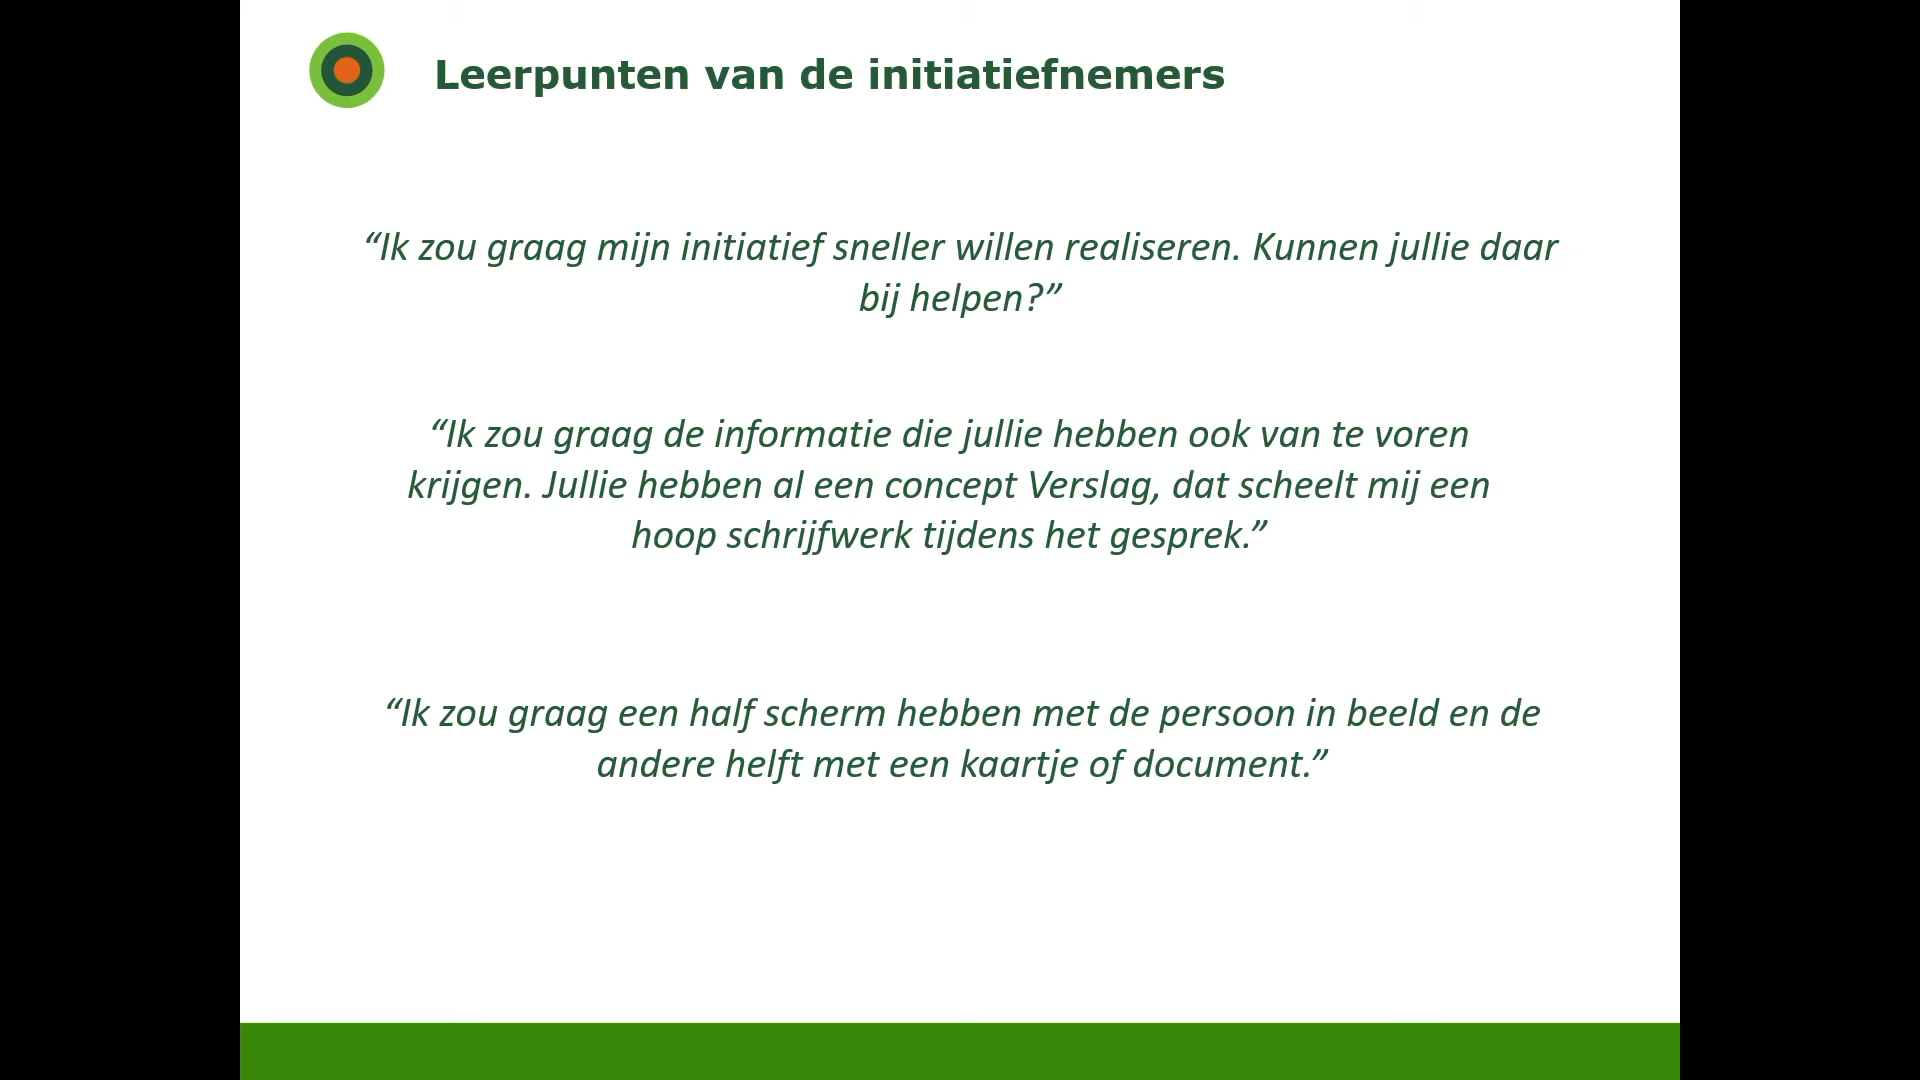 Leerpunten van de initiatiefnemers
“Ik zou graag mijn initiatief sneller willen realiseren. Kunnen jullie daar
bij helpen?”
“Ik zou graag de informatie die jullie hebben ook van te voren
krijgen. Jullie hebben al een concept Verslag, dat scheelt mij een
hoop schrijfwerk tijdens het gesprek.”
“Ik zou graag een half scherm hebben met de persoon in beeld en de
andere helft met een kaartje of document.”